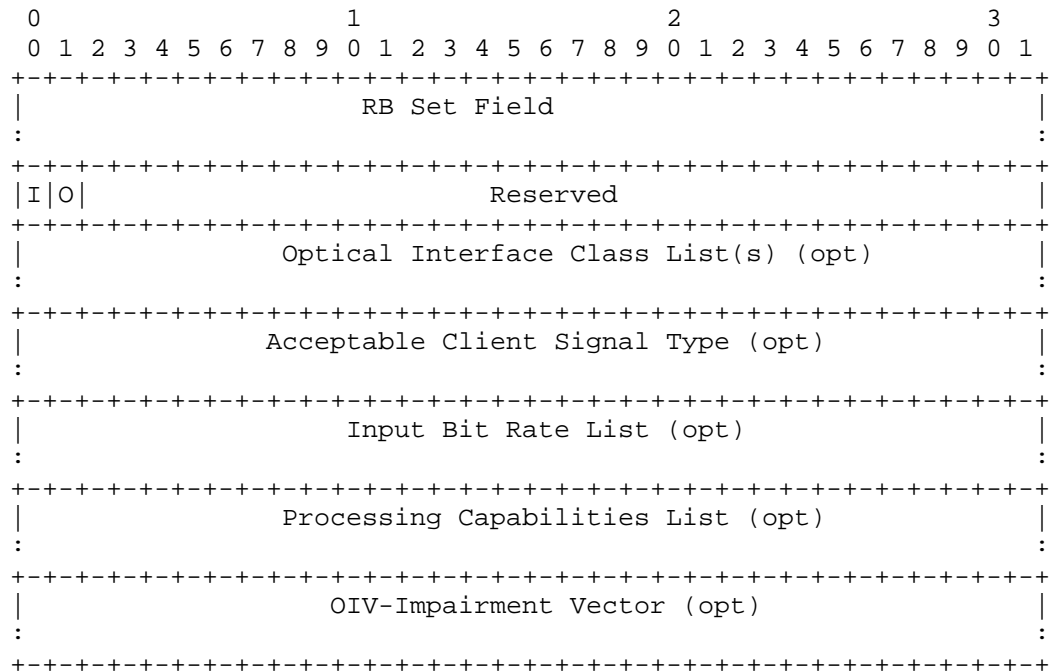 0                   1                   2                   3
0 1 2 3 4 5 6 7 8 9 0 1 2 3 4 5 6 7 8 9 0 1 2 3 4 5 6 7 8 9 0 1
+-+-+-+-+-+-+-+-+-+-+-+-+-+-+-+-+-+-+-+-+-+-+-+-+-+-+-+-+-+-+-+-+
| RB Set Field |
: :
+-+-+-+-+-+-+-+-+-+-+-+-+-+-+-+-+-+-+-+-+-+-+-+-+-+-+-+-+-+-+-+-+
|I|O| Reserved |
+-+-+-+-+-+-+-+-+-+-+-+-+-+-+-+-+-+-+-+-+-+-+-+-+-+-+-+-+-+-+-+-+
| Optical Interface Class List(s) (opt) |
: :
+-+-+-+-+-+-+-+-+-+-+-+-+-+-+-+-+-+-+-+-+-+-+-+-+-+-+-+-+-+-+-+-+
| Acceptable Client Signal Type (opt) |
: :
+-+-+-+-+-+-+-+-+-+-+-+-+-+-+-+-+-+-+-+-+-+-+-+-+-+-+-+-+-+-+-+-+
| Input Bit Rate List (opt) |
: :
+-+-+-+-+-+-+-+-+-+-+-+-+-+-+-+-+-+-+-+-+-+-+-+-+-+-+-+-+-+-+-+-+
| Processing Capabilities List (opt) |
: :
+-+-+-+-+-+-+-+-+-+-+-+-+-+-+-+-+-+-+-+-+-+-+-+-+-+-+-+-+-+-+-+-+
| OIV-Impairment Vector (opt) |
: :
+-+-+-+-+-+-+-+-+-+-+-+-+-+-+-+-+-+-+-+-+-+-+-+-+-+-+-+-+-+-+-+-+